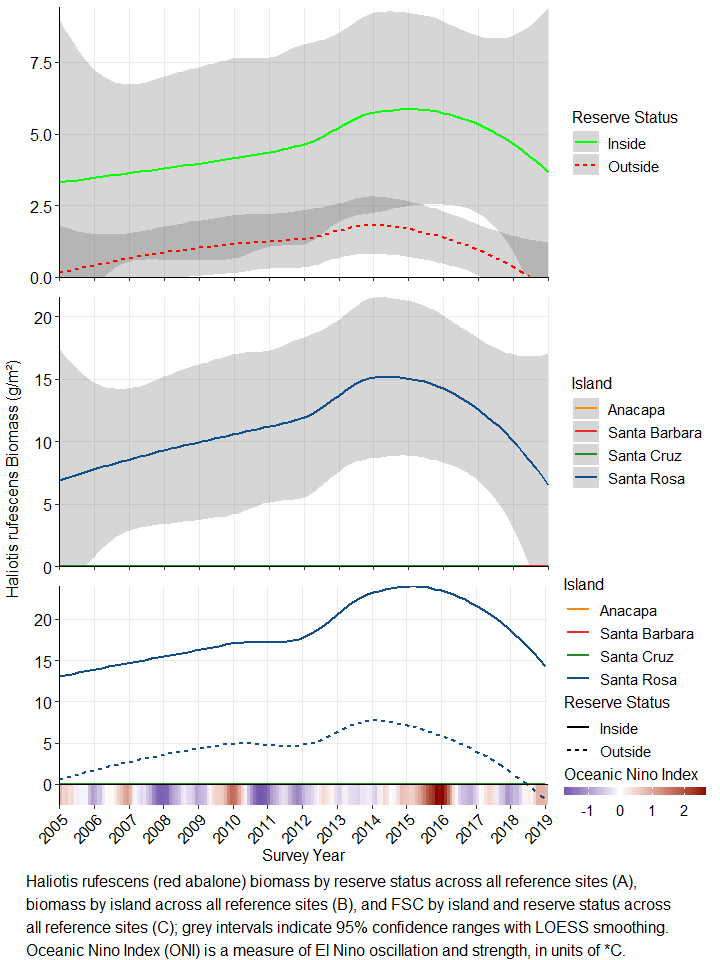 7.5
5.0
2.5
0.0
Reserve Status
Inside
Outside
Haliotis rufescens Biomass (g/m²)
20
15
10
5
0
Island
Anacapa
Santa Barbara
Santa Cruz
Santa Rosa
20
15
10
5
0
Island
Anacapa
Santa Barbara
Santa Cruz
Santa Rosa
Reserve Status
Inside
Outside
Oceanic Nino Index
-1 0 1 2
2005 2006 2007 2008 2009 2010 2011 2012 2013 2014 2015 2016 2017 2018 2019
Survey Year
Haliotis rufescens (red abalone) biomass by reserve status across all reference sites (A),
biomass by island across all reference sites (B), and FSC by island and reserve status across
all reference sites (C); grey intervals indicate 95% confidence ranges with LOESS smoothing.
Oceanic Nino Index (ONI) is a measure of El Nino oscillation and strength, in units of *C.